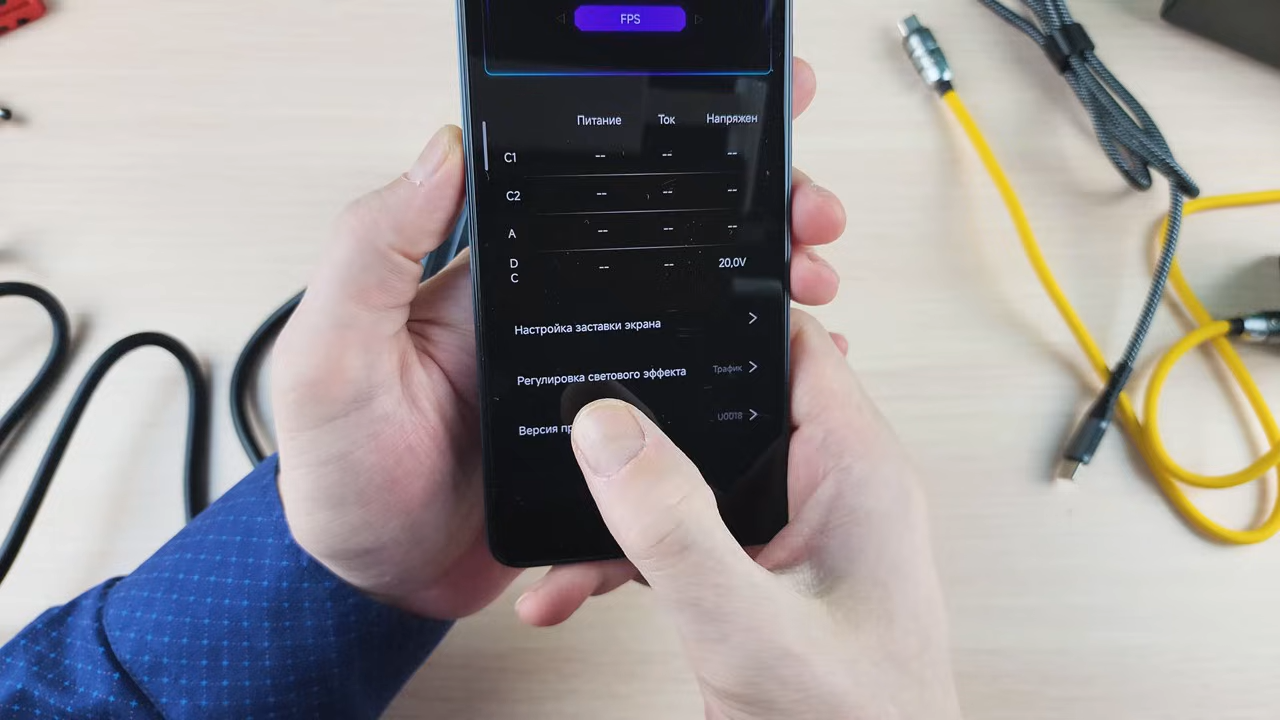 FPS
Питание Ток Напряжен
C1 -- -- --
C2 -- -- --
A -- -- --
D
C -- -- 20,0V
Настройка заставки экрана
Регулировка светового эффекта Трафик
Версия U0018